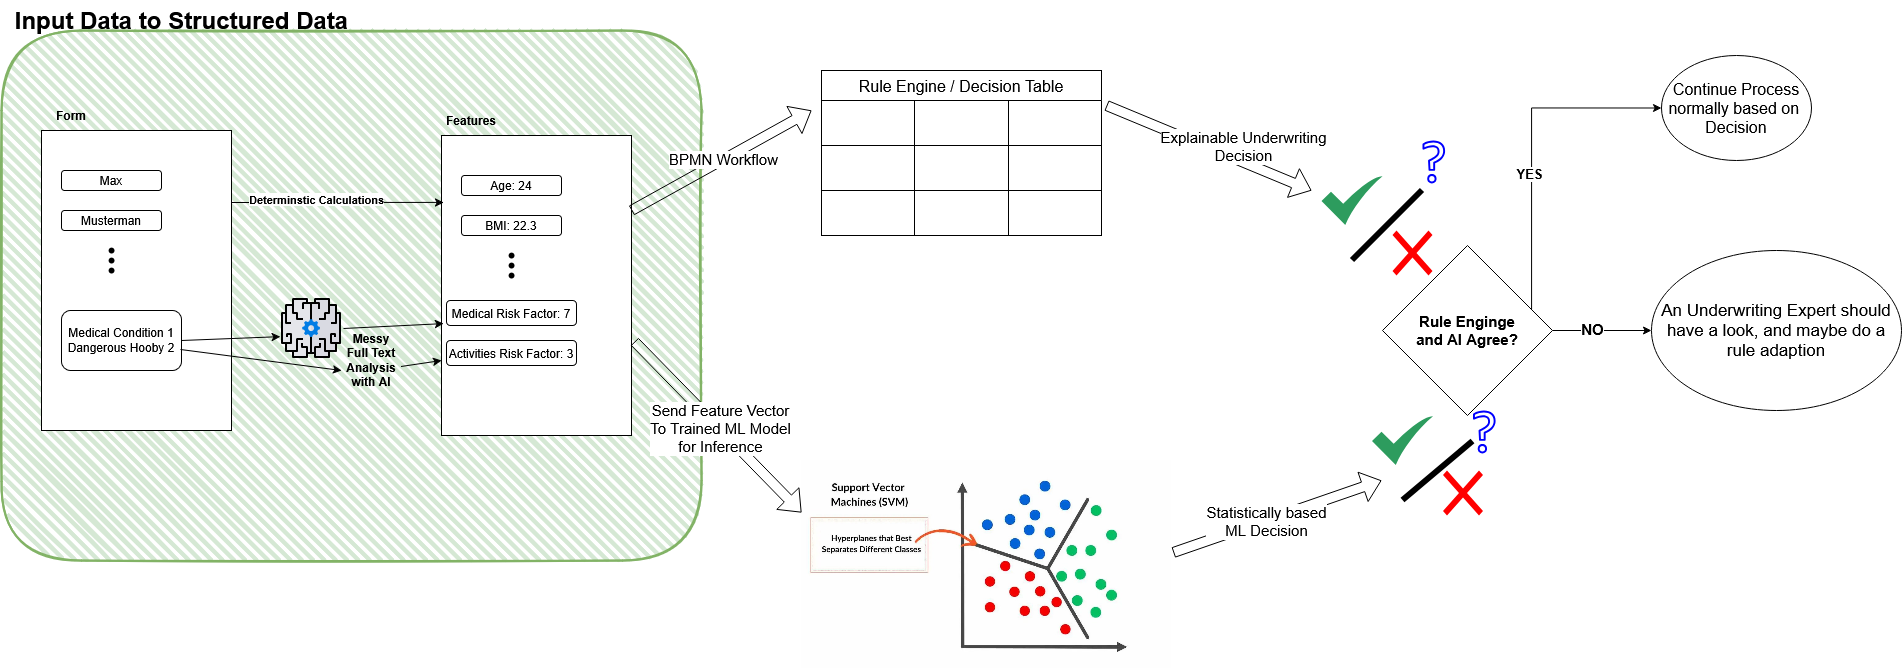 Input Data to Structured Data
Form
Max
Musterman
Medical Condition 1
Dangerous Hooby 2
Determinstic Calculations
Messy
Full Text
Analysis
with AI
Features
Age: 24
BMI: 22.3
Medical Risk Factor: 7
Activities Risk Factor: 3
BPMN Workflow
Send Feature Vector
To Trained ML Model
for Inference
Rule Engine / Decision Table
Support Vector
Machines (SVM)
Hyperplanes that Best
Separates Different Classes
Explainable Underwriting
Decision
?
Statistically based
ML Decision
?
Rule Enginge
and AI Agree?
YES
Continue Process
normally based on
Decision
NO
An Underwriting Expert should
have a look, and maybe do a
rule adaption